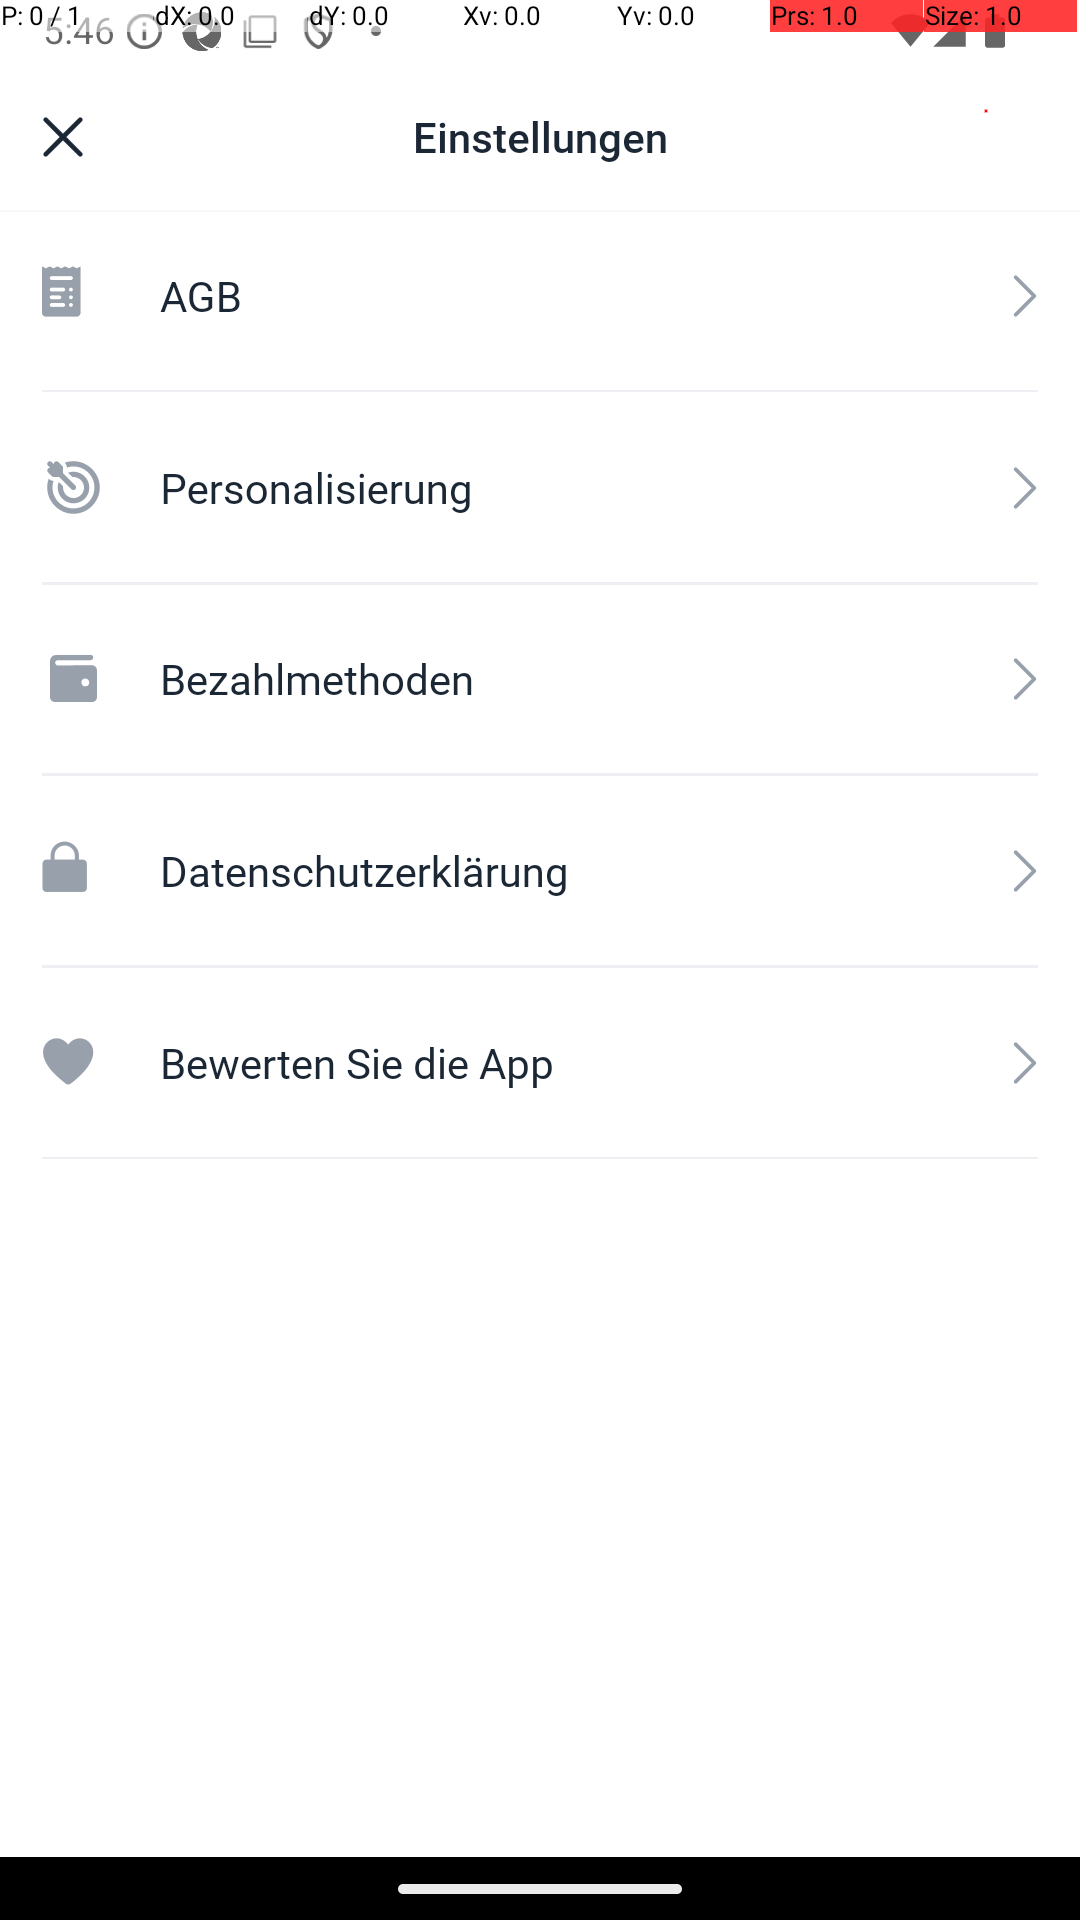 P: 0 / 1 dX: 0.0 dY: 0.0 Xv: 0.0 Yv: 0.0 Prs: 1.0 Size: 1.0
5:46
Einstellungen
AGB
Personalisierung
Bezahlmethoden
Datenschutzerklärung
Bewerten Sie die App